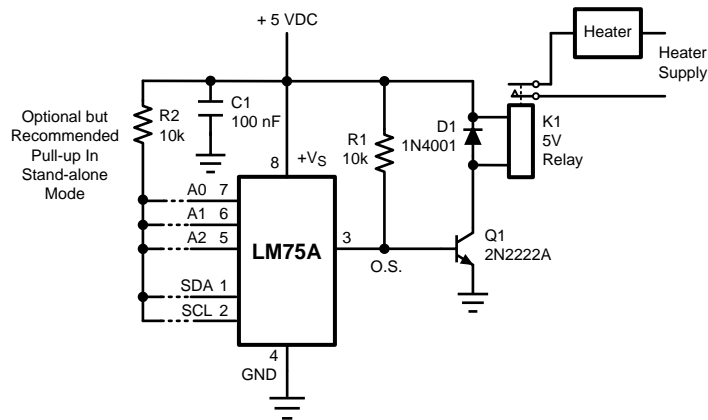 + 5 VDC
Heater
Heater
Supply
Optional but
Recommended
Pull-up In
Stand-alone
Mode
R2
10k
C1
100 nF
R1
10k
D1
1N4001
K1
5V
Relay
8
+VS
A0 7
A1 6
A2 5
SDA 1
SCL 2
LM75A
3
O.S.
Q1
2N2222A
4
GND